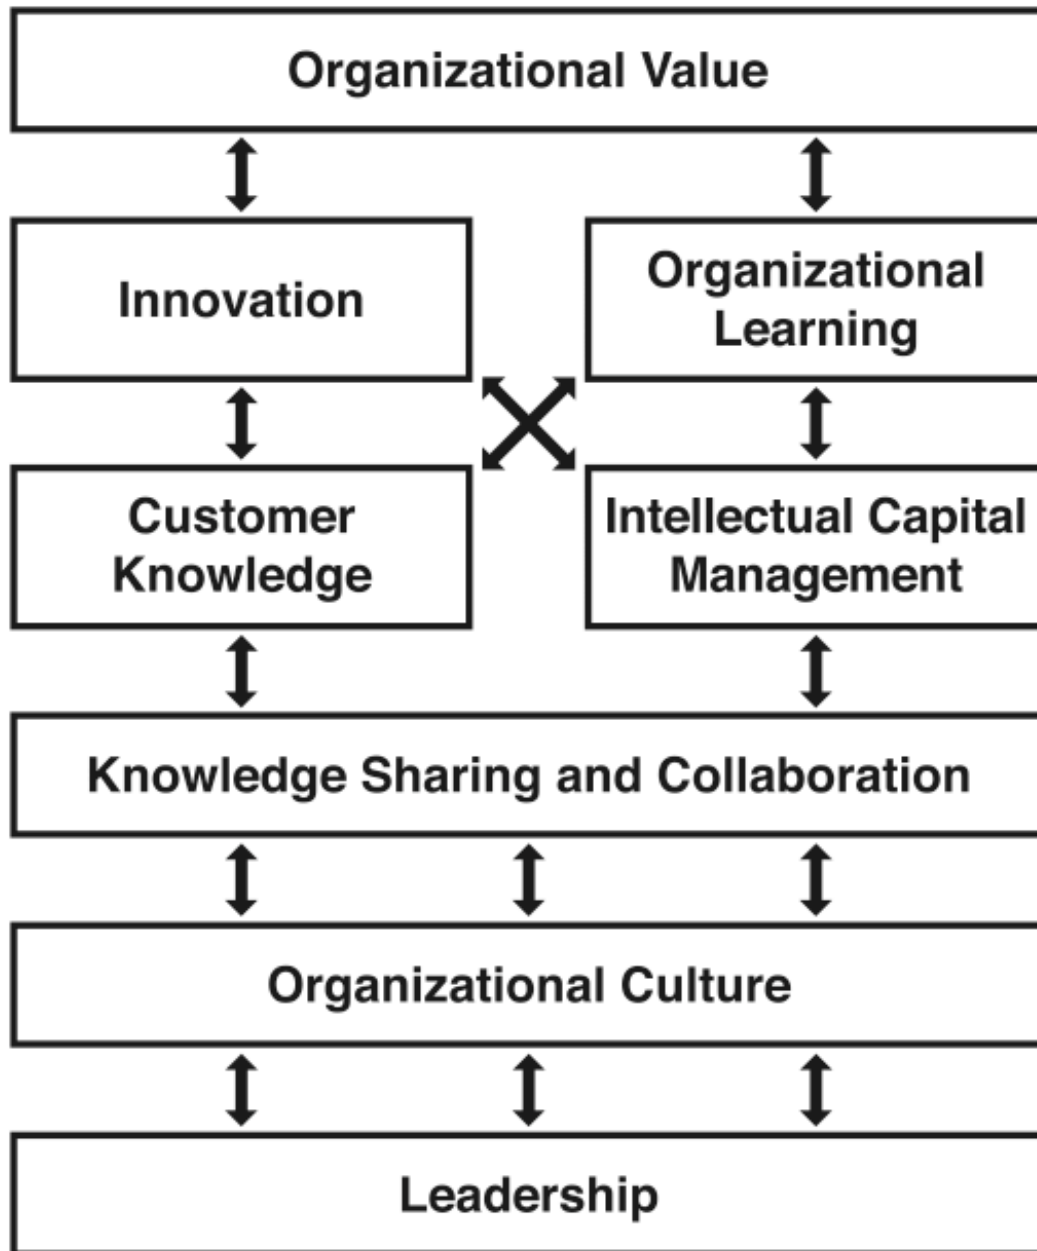 Organizational Value
Innovation
Organizational
Learning
Customer
Knowledge
Intellectual Capital
Management
Knowledge Sharing and Collaboration
Organizational Culture
Leadership